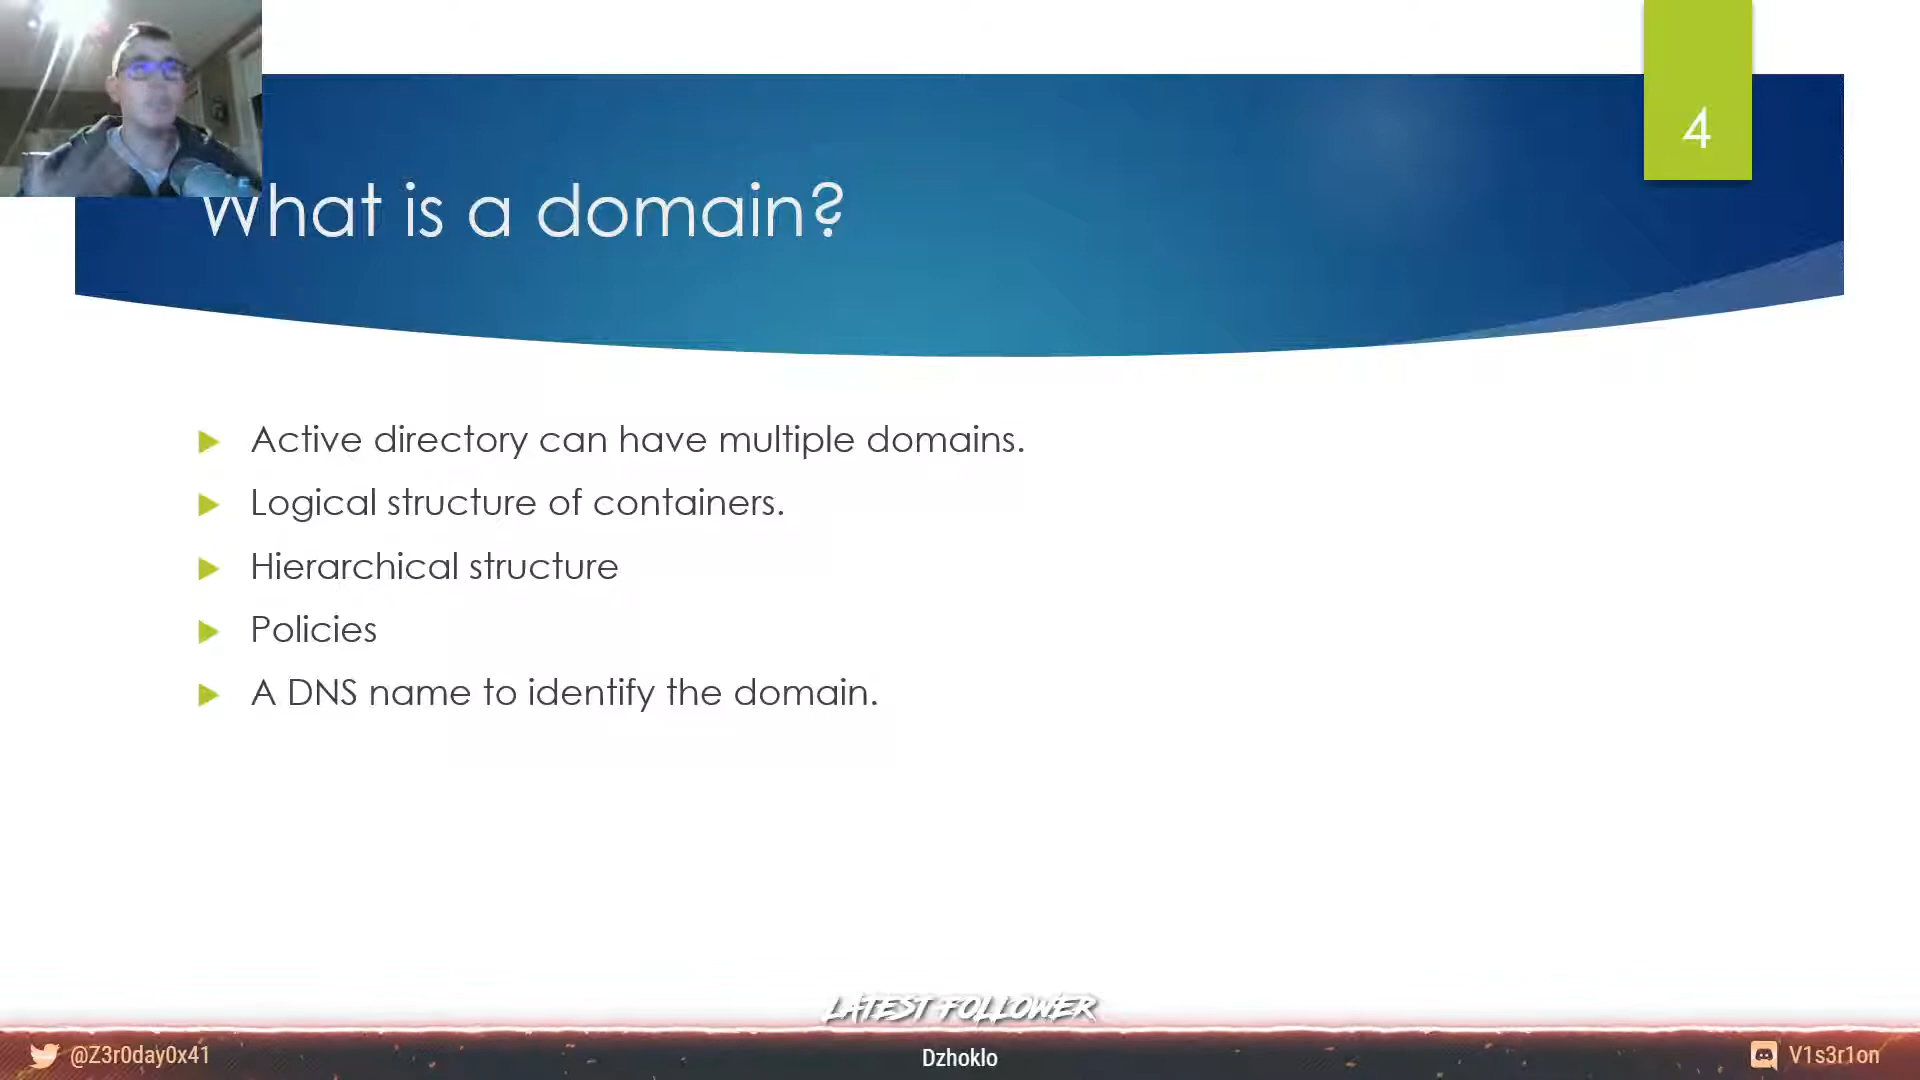 4
What is a domain?
Active directory can have multiple domains.
Logical structure of containers.
Hierarchical structure
Policies
A DNS name to identify the domain.
LATEST FOLLOWER
@Z3r0day0x41
Dzhoklo
V1s3r1on